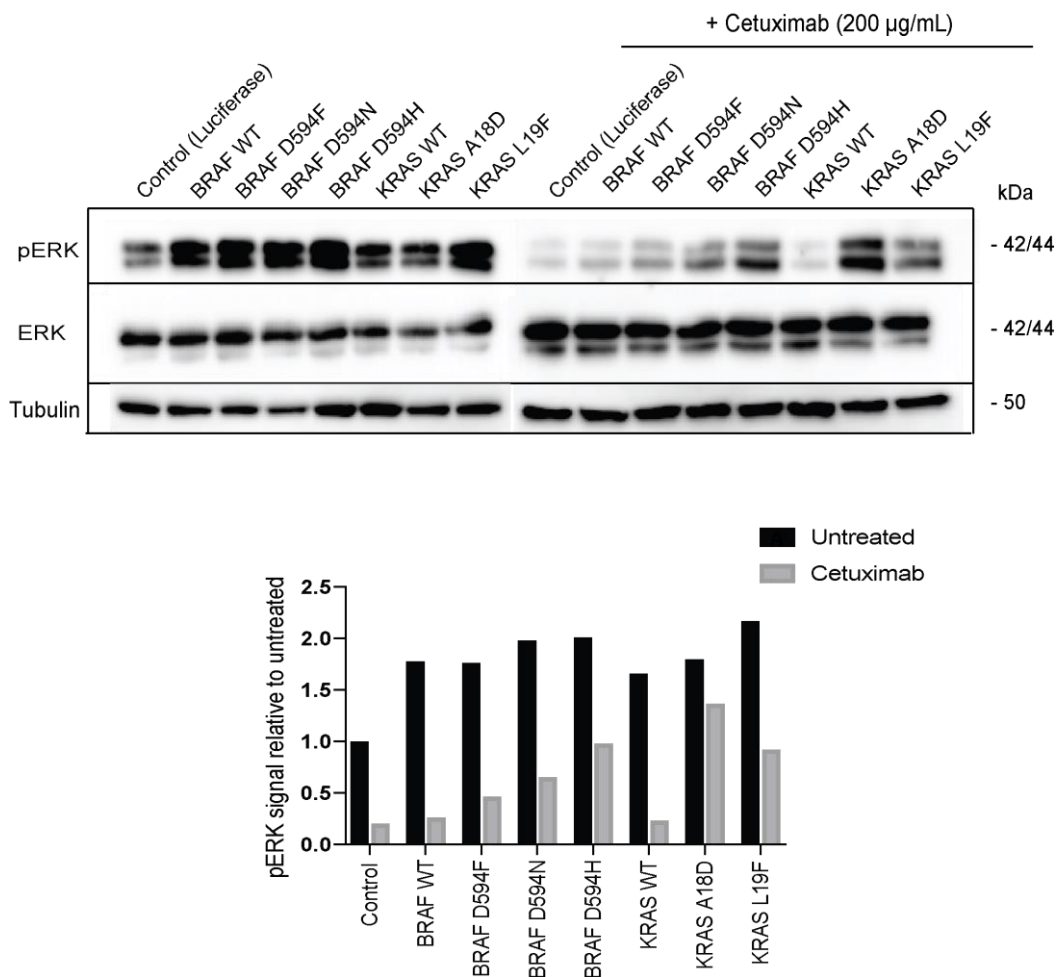 + Cetuximab (200 µg/mL)
Control (Luciferase)
BRAF WT
BRAF D594F
BRAF D594N
BRAF D594H
KRAS WT
KRAS A18D
KRAS L19F
Control (Luciferase)
BRAF WT
BRAF D594F
BRAF D594N
BRAF D594H
KRAS WT
KRAS A18D
KRAS L19F
kDa
pERK
- 42/44
ERK
- 42/44
Tubulin
- 50
A
Untreated
Cetuximab
pERK signal relative to untreated
2.5
2.0
1.5
1.0
0.5
0.0
Control
BRAF WT
BRAF D594F
BRAF D594N
BRAF D594H
KRAS WT
KRAS A18D
KRAS L19F